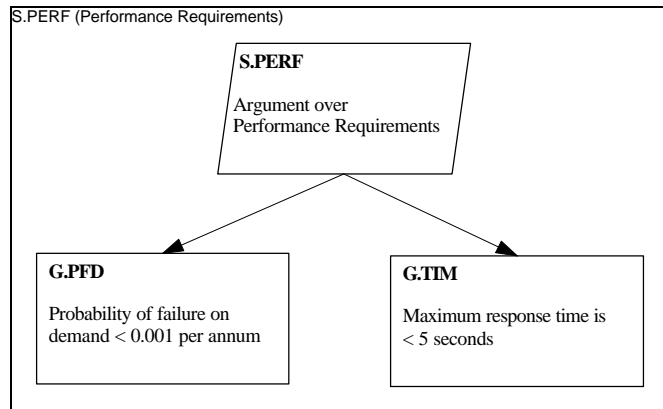 S.PERF (Performance Requirements)
S.PERF
Argument over
Performance Requirements
G.PFD
Probability of failure on
demand < 0.001 per annum
G.TIM
Maximum response time is
< 5 seconds